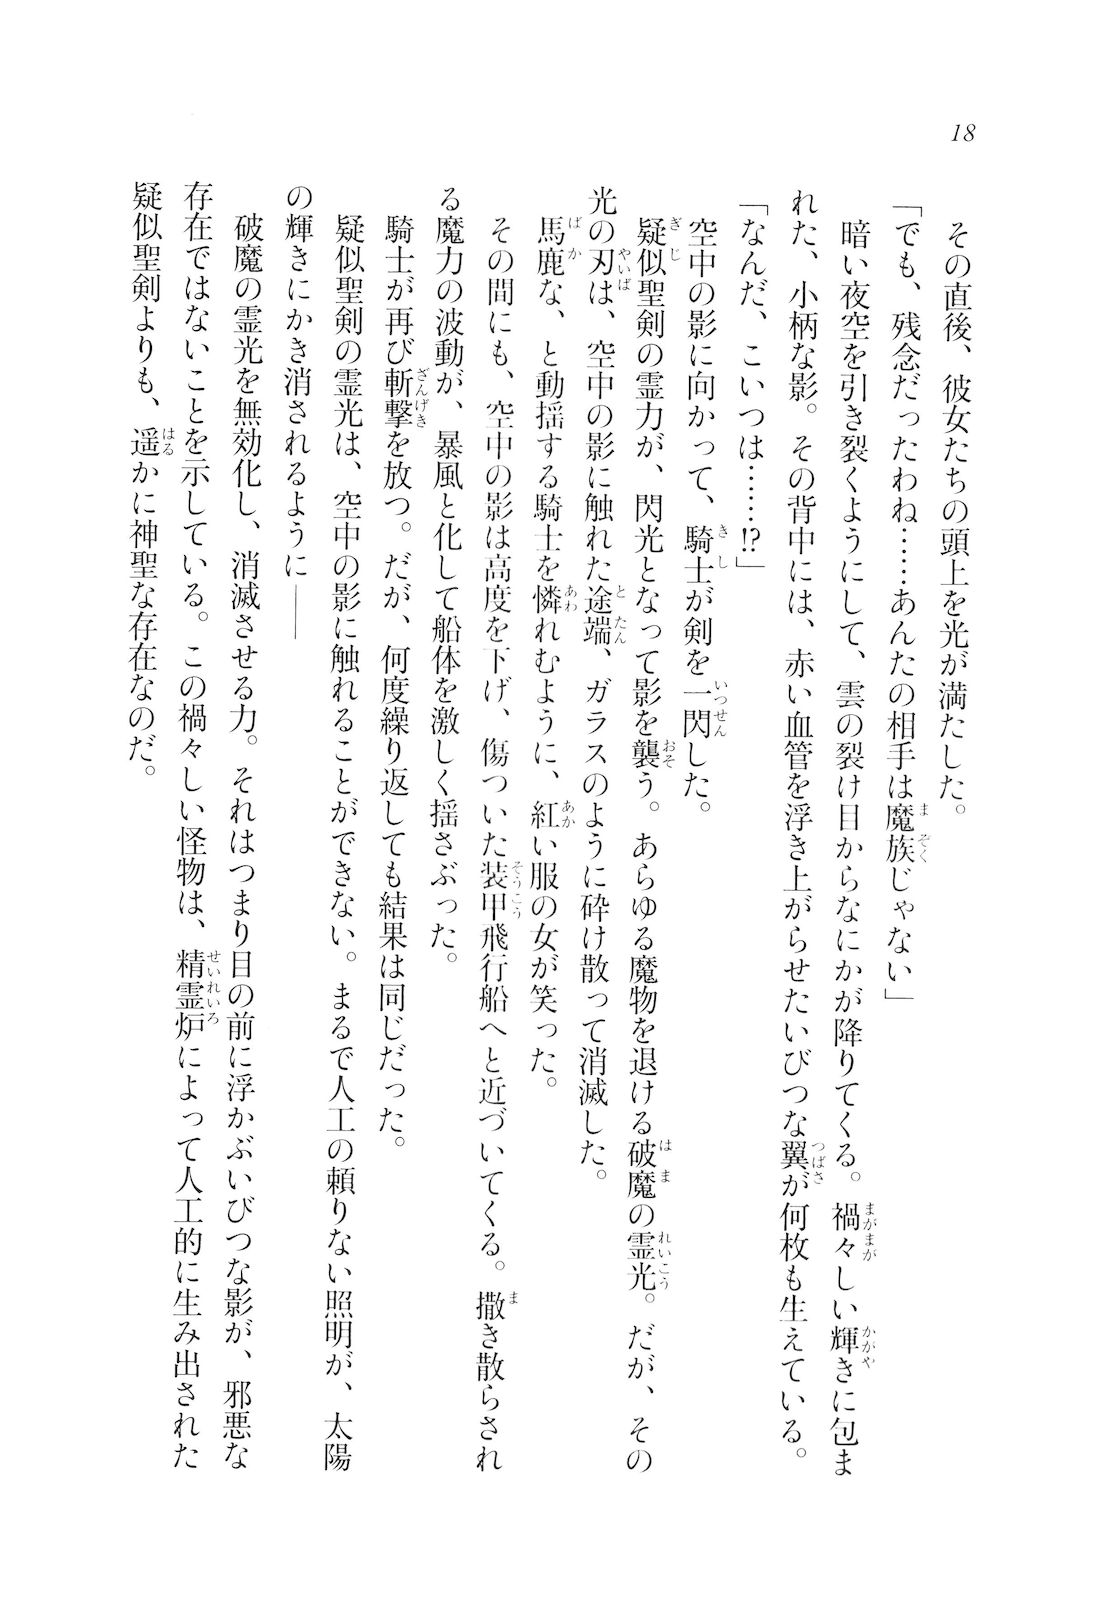 18
その直後、彼女たちの頭上を光が満たした。
「でも、残念だったわね……あんたの相手は魔族じゃない」
暗い夜空を引き裂くようにして、雲の裂け目からなにかが降りてくる。禍々しい輝きに包ま
れた、小柄な影。その背中には、赤い血管を浮き上がらせたいびつな翼が何枚も生えている。
「なんだ、こいつは……!?」
空中の影に向かって、騎士が剣を一閃した。
疑似聖剣の霊力が、閃光となって影を襲う。あらゆる魔物を退ける破魔の霊光。だが、その
光の刃は、空中の影に触れた途端、ガラスのように砕け散って消滅した。
馬鹿な、と動揺する騎士を憐れむように、紅い服の女が笑った。
その間にも、空中の影は高度を下げ、傷ついた装甲飛行船へと近づいてくる。撒き散らされ
る魔力の波動が、暴風と化して船体を激しく揺さぶった。
騎士が再び斬撃を放つ。だが、何度繰り返しても結果は同じだった。
疑似聖剣の霊光は、空中の影に触れることができない。まるで人工の頼りない照明が、太陽
の輝きにかき消されるように――
破魔の霊光を無効化し、消滅させる力。それはつまり目の前に浮かぶいびつな影が、邪悪な
存在ではないことを示している。この禍々しい怪物は、精霊炉によって人工的に生み出された
疑似聖剣よりも、遥かに神聖な存在なのだ。